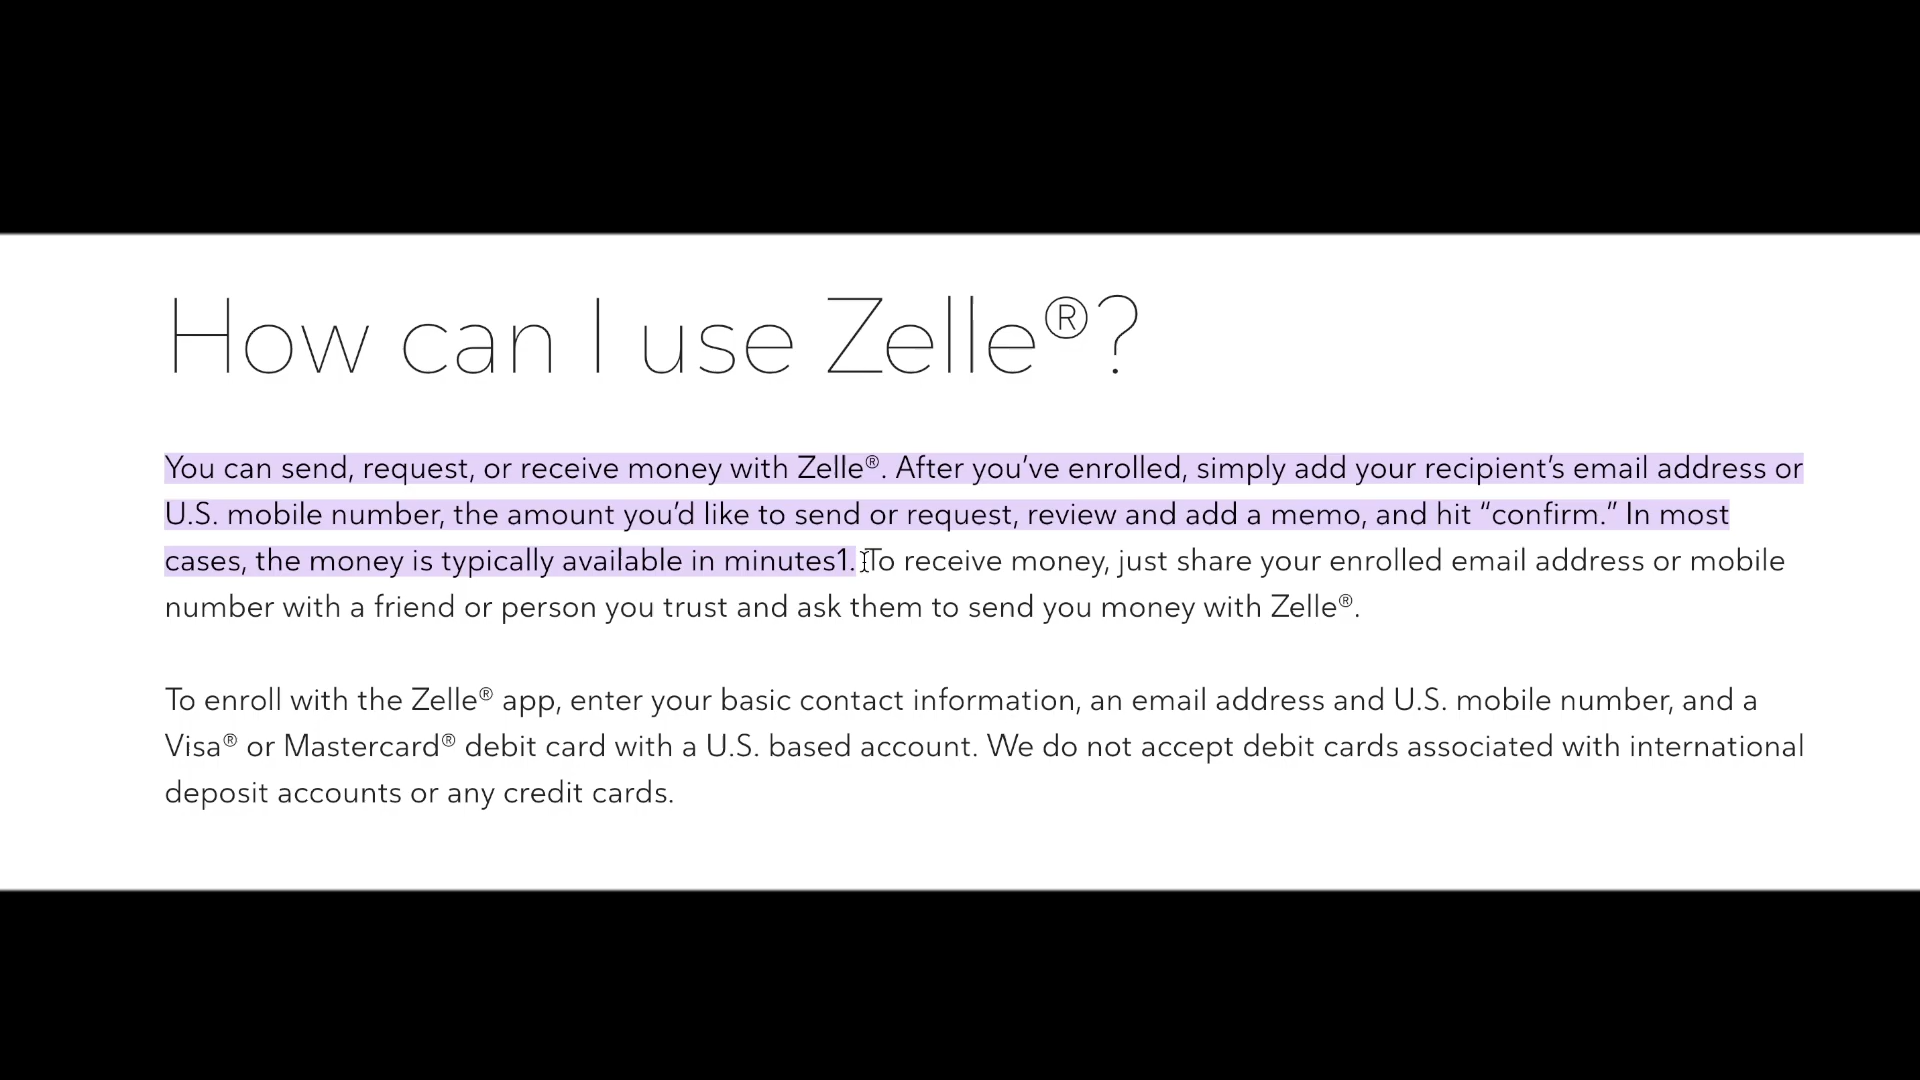 How can I use Zelle®?
You can send, request, or receive money with Zelle®. After you’ve enrolled, simply add your recipient’s email address or
U.S. mobile number, the amount you’d like to send or request, review and add a memo, and hit “confirm.” In most
cases, the money is typically available in minutes1. To receive money, just share your enrolled email address or mobile
number with a friend or person you trust and ask them to send you money with Zelle®.
To enroll with the Zelle® app, enter your basic contact information, an email address and U.S. mobile number, and a
Visa® or Mastercard® debit card with a U.S. based account. We do not accept debit cards associated with international
deposit accounts or any credit cards.